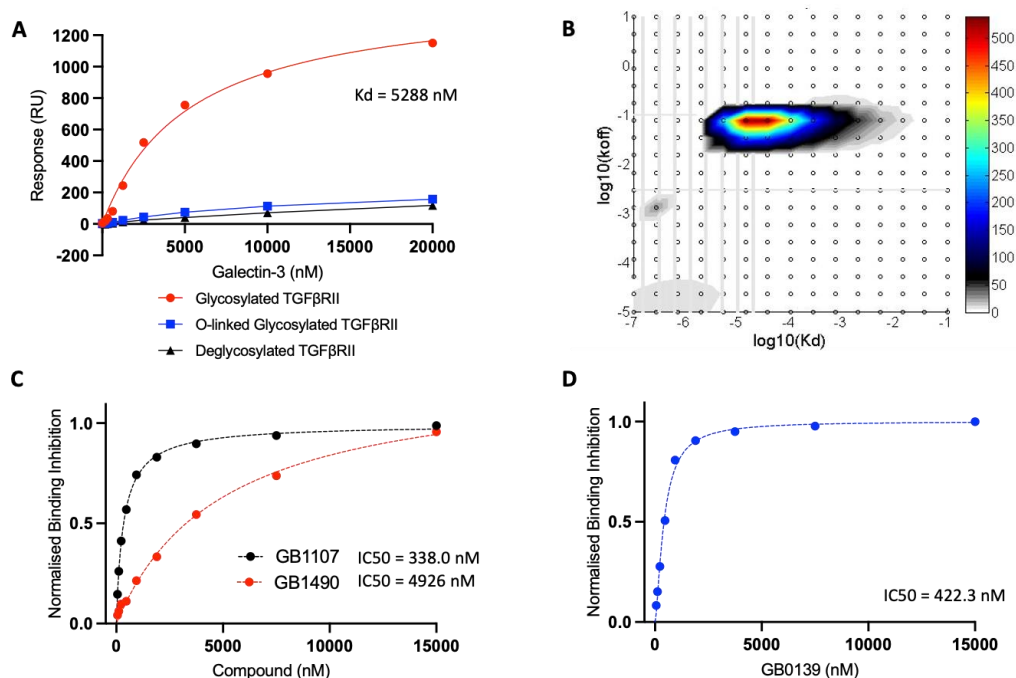 A
1200
1000
800
600
400
200
0
-200
Response (RU)
Kd = 5288 nM
5000
10000
15000
20000
Galectin-3 (nM)
Glycosylated TGFβRII
O-linked Glycosylated TGFβRII
Deglycosylated TGFβRII
B
1
0
-1
-2
-3
-4
-5
log10(koff)
-7
-6
-5
-4
-3
-2
-1
log10(Kd)
500
450
400
350
300
250
200
150
100
50
0
C
1.0
0.5
0.0
Normalised Binding Inhibition
GB1107 IC50 = 338.0 nM
GB1490 IC50 = 4926 nM
0
5000
10000
15000
Compound (nM)
D
1.0
0.5
0.0
Normalised Binding Inhibition
IC50 = 422.3 nM
0
5000
10000
15000
GB0139 (nM)